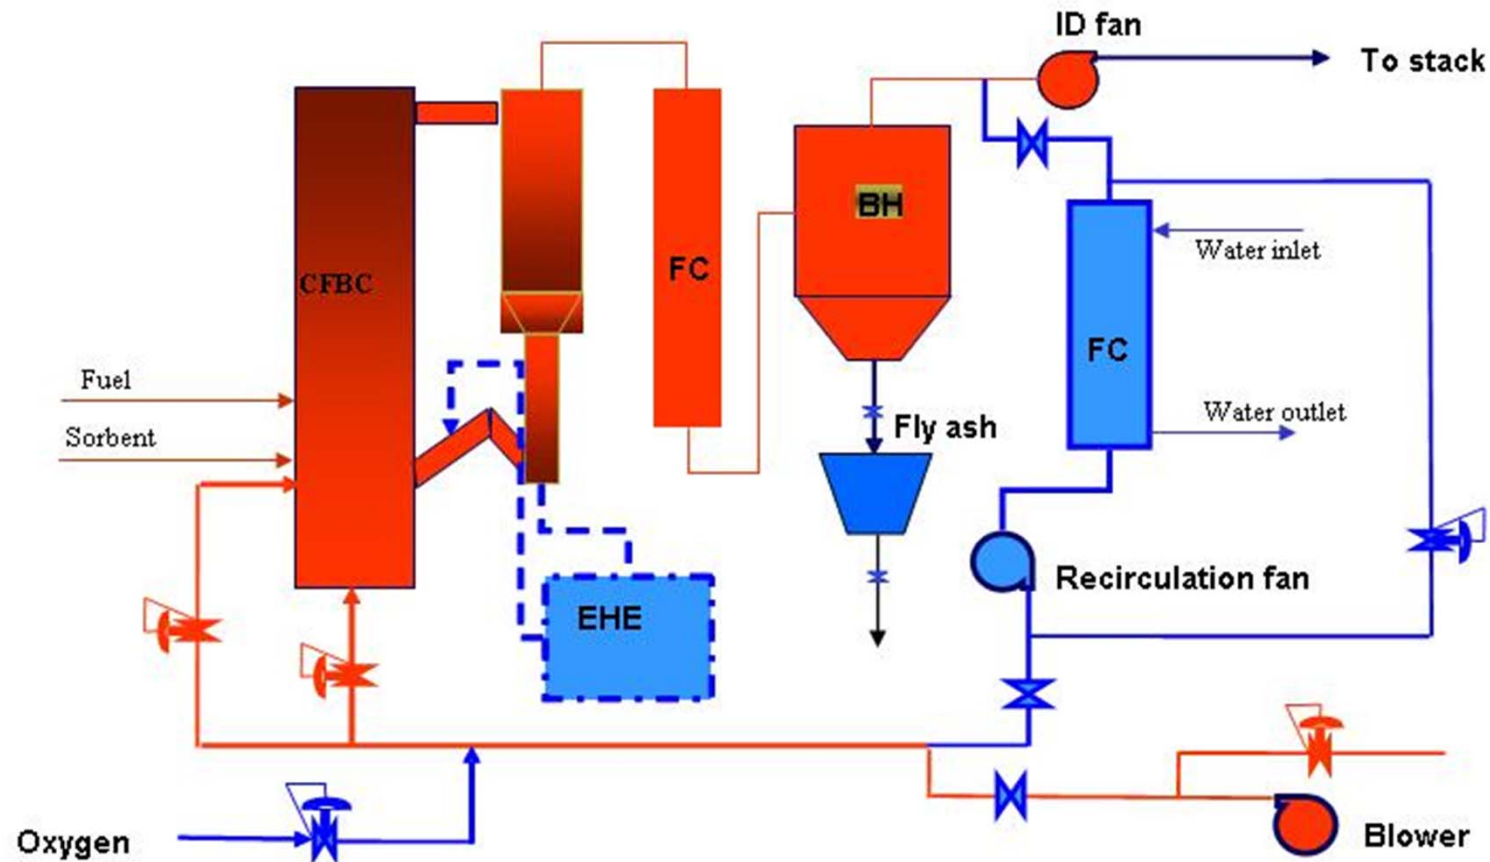 ID fan
To stack
BH
Water inlet
FC
CFBC
FC
Fuel
Water outlet
Fly ash
Sorbent
Recirculation fan
EHE
Oxygen
Blower